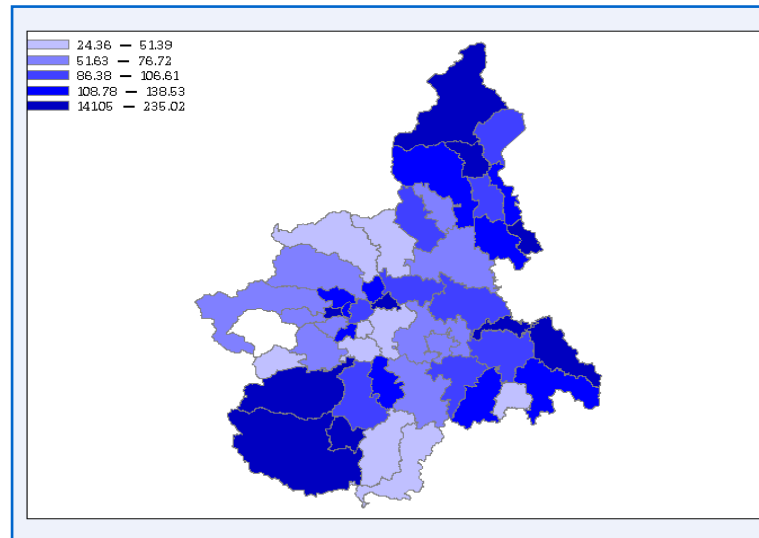 24.36 — 51.39
51.63 — 76.72
86.38 — 106.61
108.78 — 138.53
141.05 — 235.02